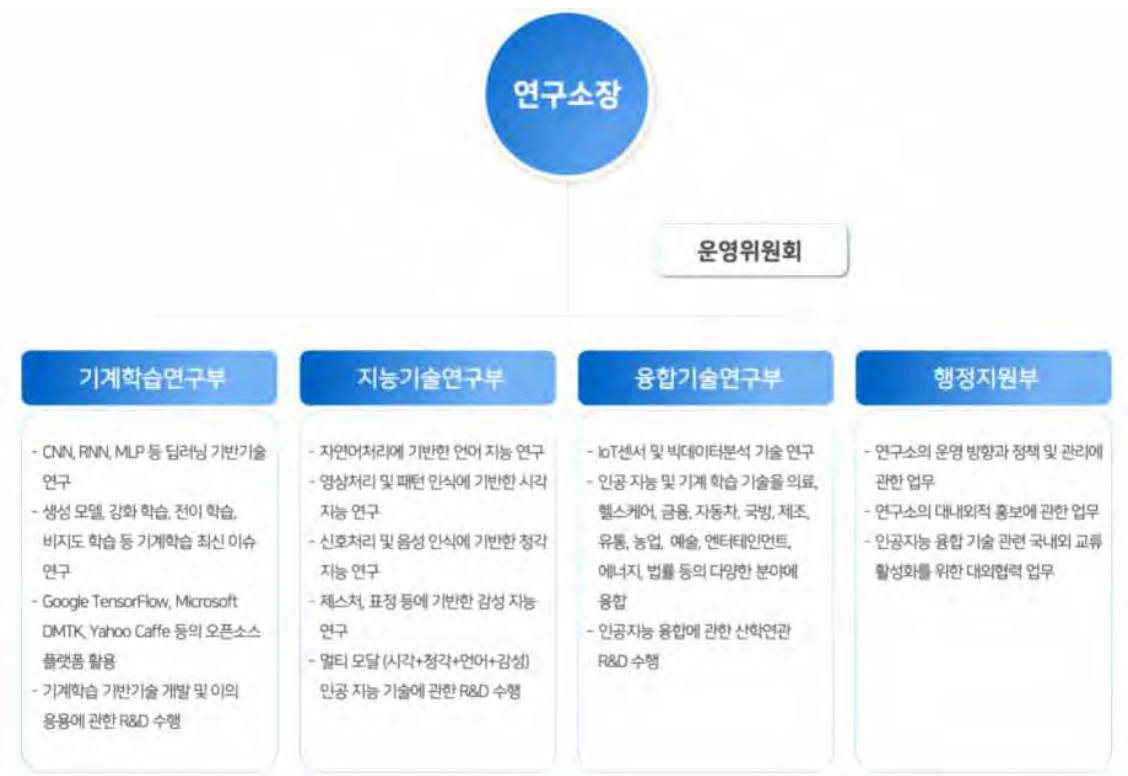 연구소장
운영위원회
기계학습연구부
- CNN, RNN, MLP 등 딥러닝 기반기술
연구
- 생성 모델, 강화 학습, 전이 학습,
비지도 학습 등 기계학습 최신 이슈
연구
- Google TensorFlow, Microsoft
DMTK, Yahoo Caffe 등의 오픈소스
플랫폼 활용
- 기계학습 기반기술 개발 및 이의
응용에 관한 R&D 수행
지능기술연구부
- 자연어처리에 기반한 언어 지능 연구
- 영상처리 및 패턴 인식에 기반한 시각
지능 연구
- 신호처리 및 음성 인식에 기반한 청각
지능 연구
- 제스처, 표정 등에 기반한 감성 지능
연구
- 멀티 모달 (시각+청각+언어+감성)
인공 지능 기술에 관한 R&D 수행
융합기술연구부
- IoT센서 및 빅데이터분석 기술 연구
- 인공 지능 및 기계 학습 기술을 의료,
헬스케어, 금융, 자동차, 국방, 제조,
유통, 농업, 예술, 엔터테인먼트,
에너지, 법률 등의 다양한 분야에
융합
- 인공지능 융합에 관한 산학연관
R&D 수행
행정지원부
- 연구소의 운영 방향과 정책 및 관리에
관한 업무
- 연구소의 대내외적 홍보에 관한 업무
- 인공지능 융합 기술 관련 국내외 교류
활성화를 위한 대외협력 업무